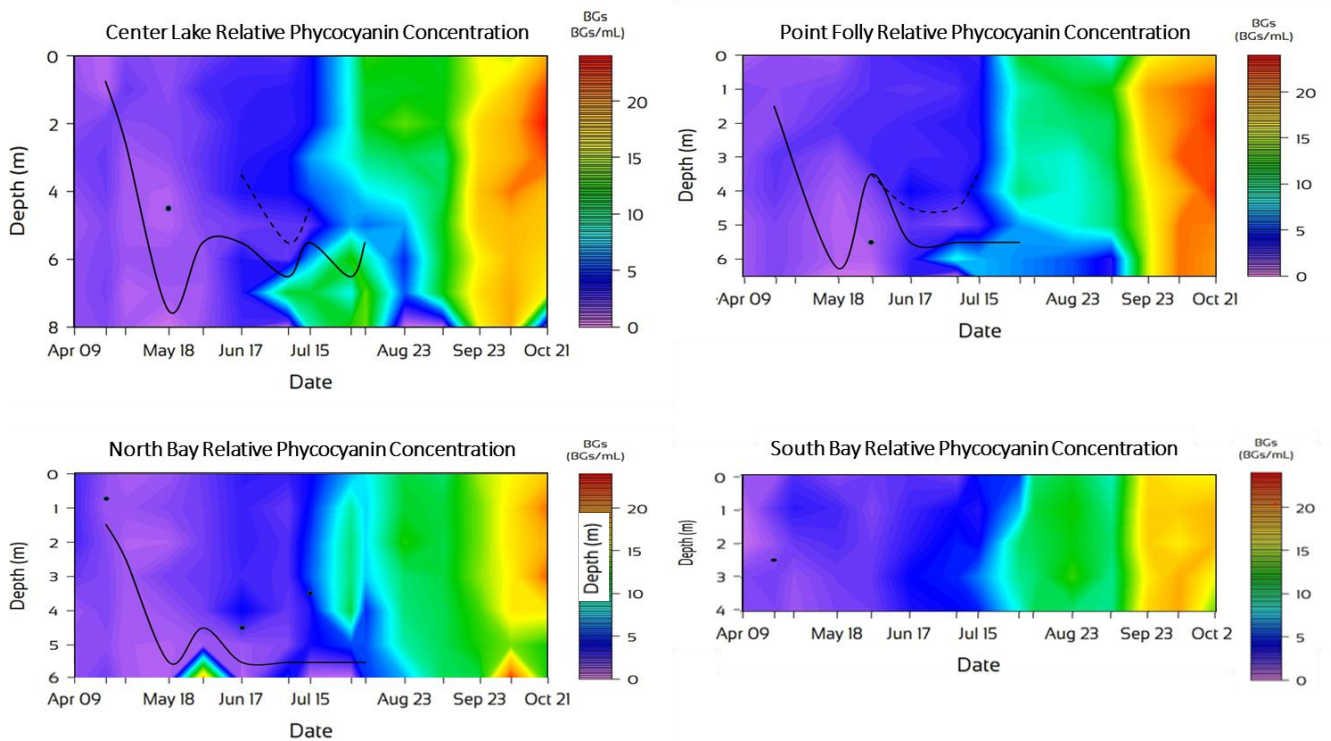 Center Lake Relative Phycocyanin Concentration
BGs
BGs/mL)
Depth (m)
0
2
4
6
8
20
15
10
5
0
Apr 09 May 18 Jun 17 Jul 15 Aug 23 Sep 23 Oct 21
Date
Point Folly Relative Phycocyanin Concentration
BGs
(BGs/mL)
Depth (m)
0
1
2
3
4
5
6
20
15
10
5
0
Apr 09 May 18 Jun 17 Jul 15 Aug 23 Sep 23 Oct 21
Date
North Bay Relative Phycocyanin Concentration
BGs
(BGs/mL)
Depth (m)
0
1
2
3
4
5
6
Depth (m)
20
15
10
5
0
Apr 09 May 18 Jun 17 Jul 15 Aug 23 Sep 23 Oct 21
Date
South Bay Relative Phycocyanin Concentration
BGs
(BGs/mL)
Depth (m)
0
1
2
3
4
20
15
10
5
0
Apr 09 May 18 Jun 17 Jul 15 Aug 23 Sep 23 Oct 2
Date